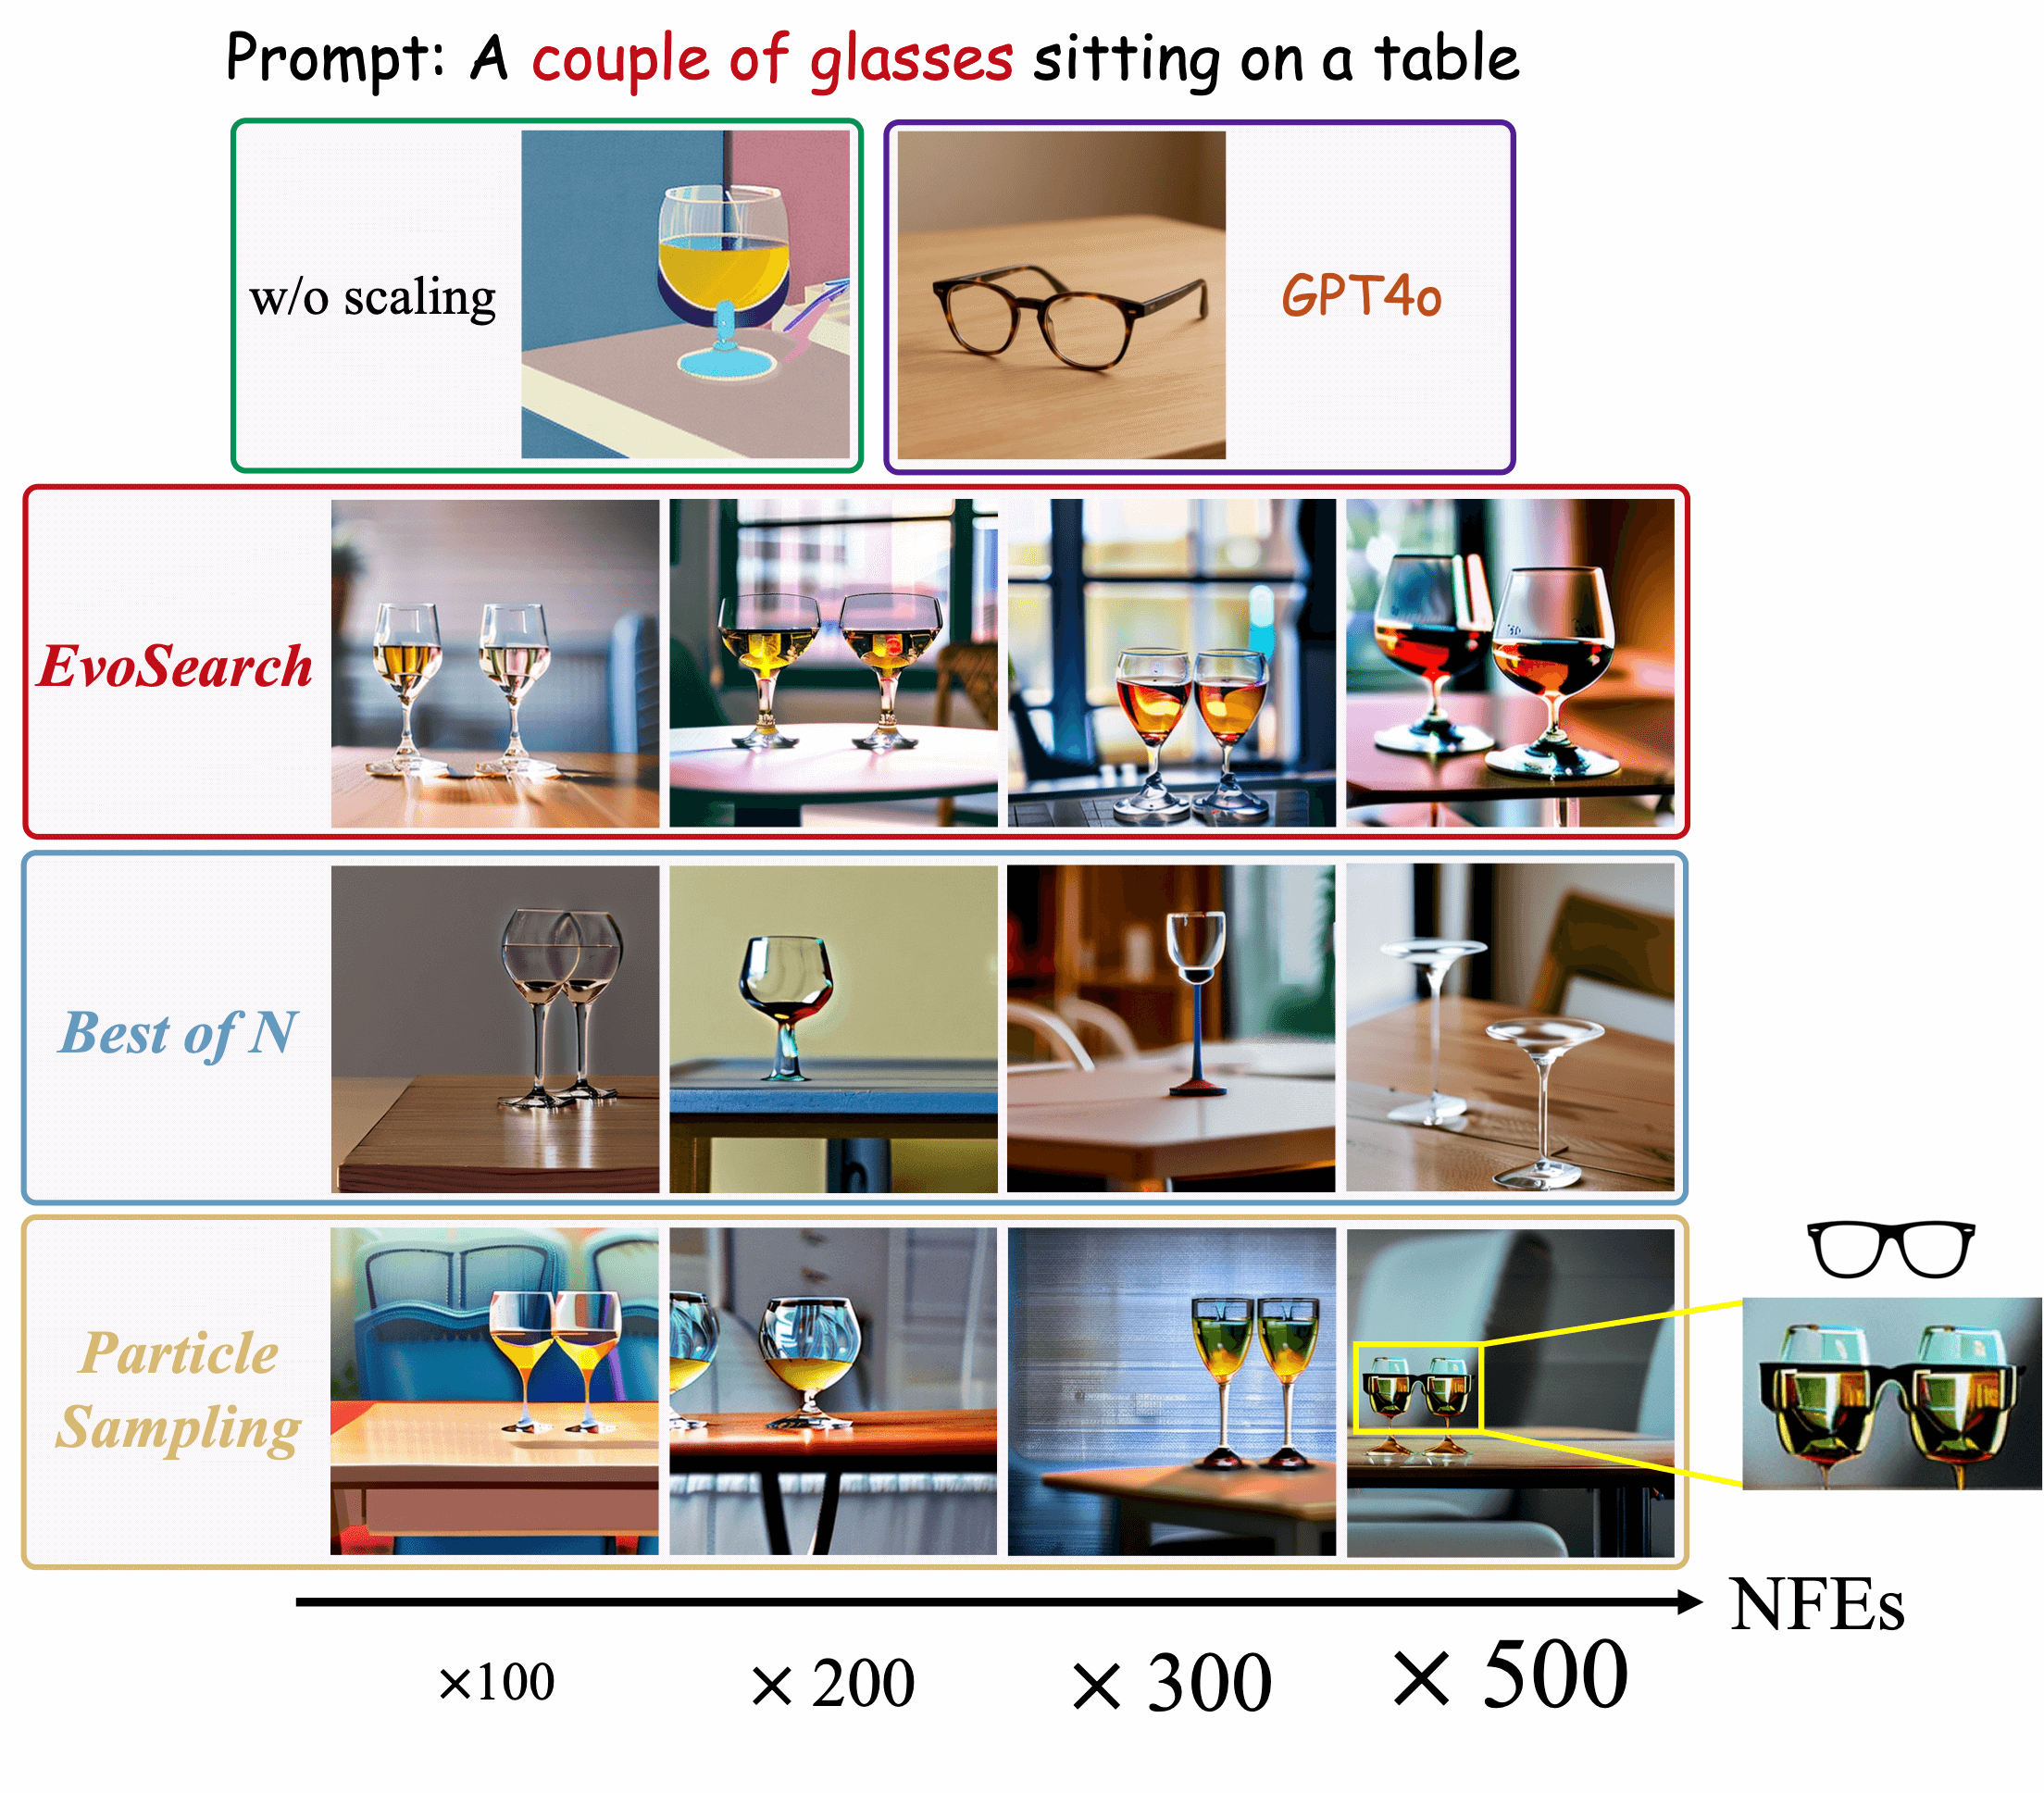 Prompt: A couple of glasses sitting on a table
w/o scaling
GPT4o
EvoSearch
Best of N
Particle
Sampling
NFEs
×100
× 200
× 300
× 500